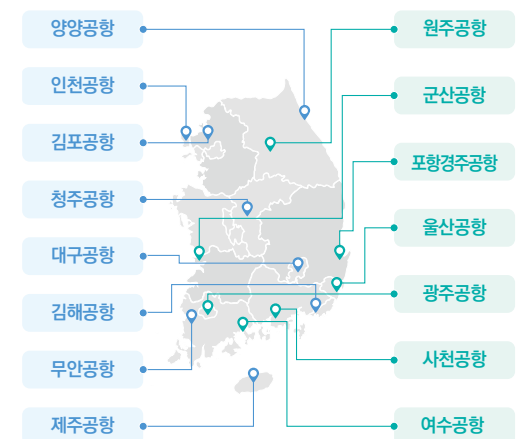 양양공항
인천공항
김포공항
청주공항
대구공항
김해공항
무안공항
제주공항
원주공항
군산공항
포항경주공항
울산공항
광주공항
사천공항
여수공항